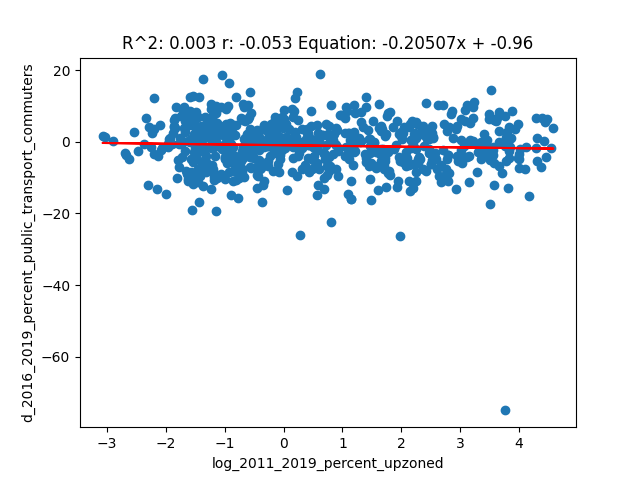 R^2: 0.003 r: -0.053 Equation: -0.20507x + -0.96
d_2016_2019_percent_public_transport_commuters
20
0
−20
−40
−60
−3 −2 −1 0 1 2 3 4
log_2011_2019_percent_upzoned